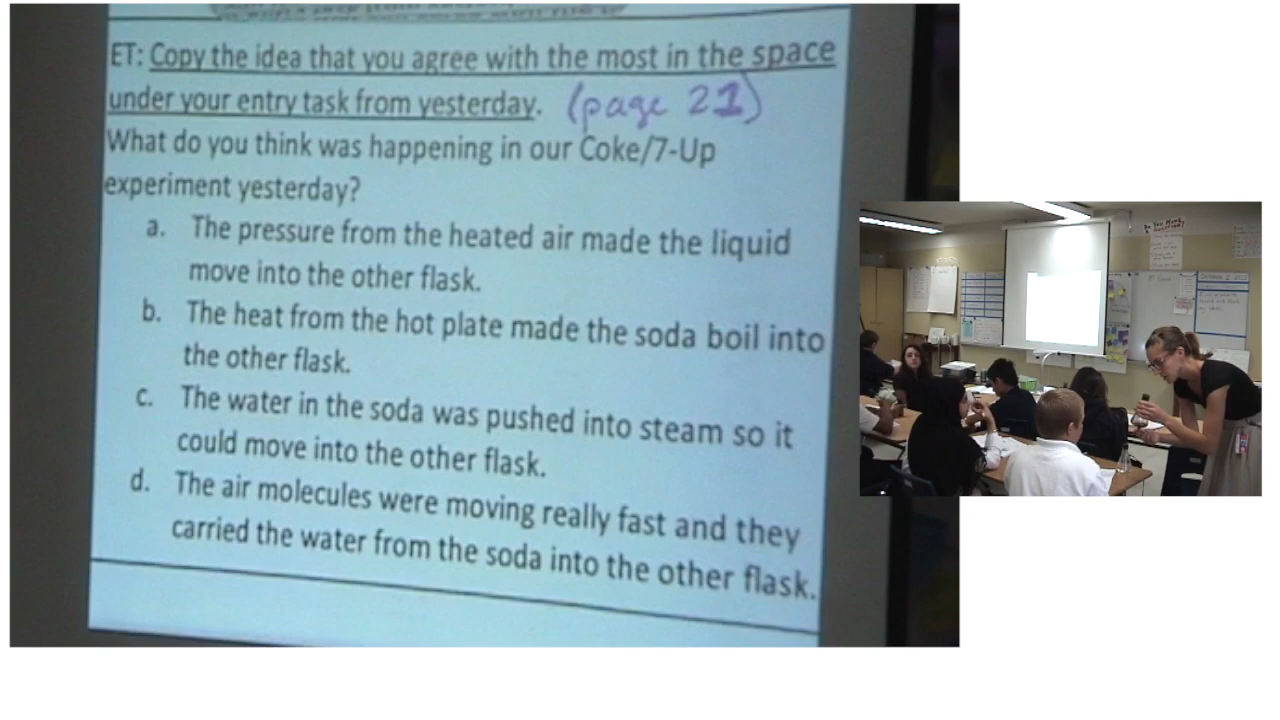 ET: Copy the idea that you agree with the most in the space
under your entry task from yesterday. (page 21)
What do you think was happening in our Coke/7-Up
experiment yesterday?
a. The pressure from the heated air made the liquid
move into the other flask.
b. The heat from the hot plate made the soda boil into
the other flask.
c. The water in the soda was pushed into steam so it
could move into the other flask.
d. The air molecules were moving really fast and they
carried the water from the soda into the other flask.